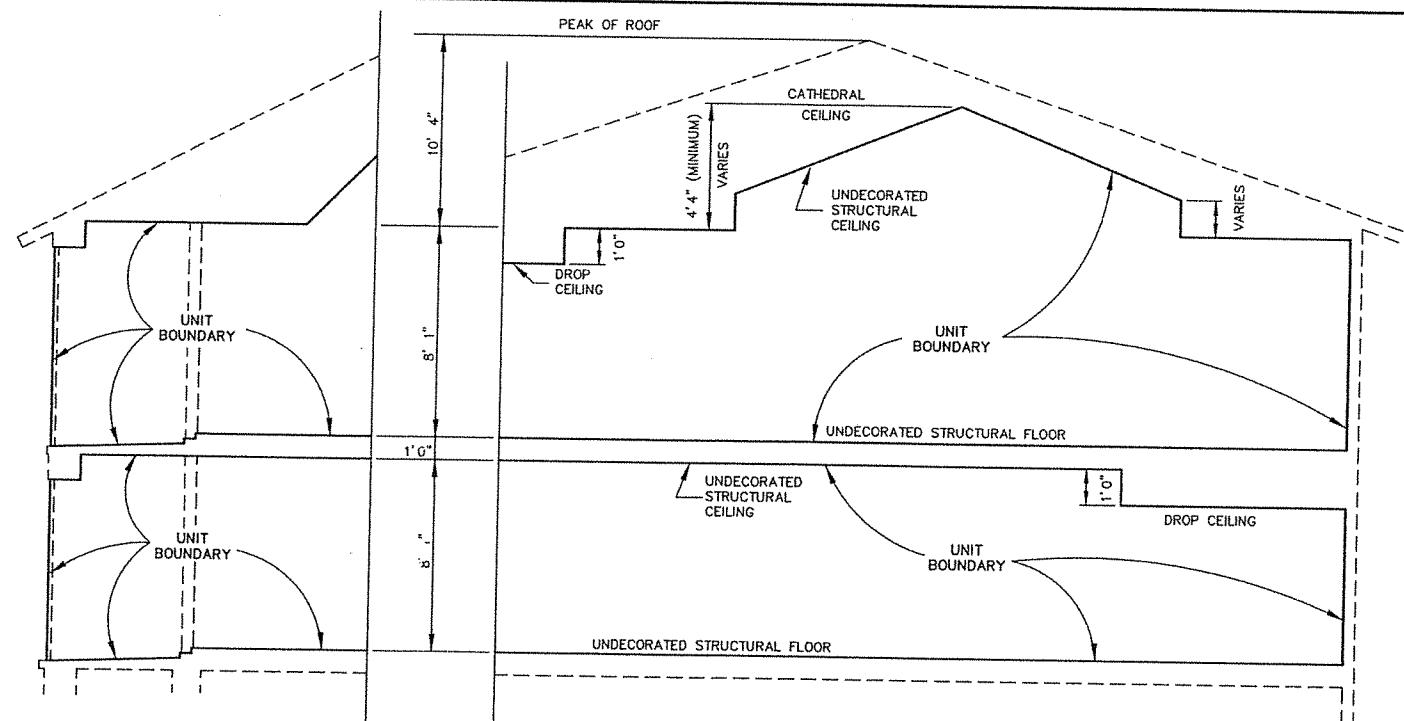 PEAK OF ROOF
CATHEDRAL
CEILING
10' 4"
4'4" (MINIMUM)
VARIES
UNDECORATED
STRUCTURAL
CEILING
VARIES
1'0"
DROP
CEILING
UNIT
BOUNDARY
8' 1"
UNIT
BOUNDARY
UNDECORATED STRUCTURAL FLOOR
1'0"
UNDECORATED
STRUCTURAL
CEILING
1'0"
DROP CEILING
UNIT
BOUNDARY
8' 1"
UNIT
BOUNDARY
UNDECORATED STRUCTURAL FLOOR